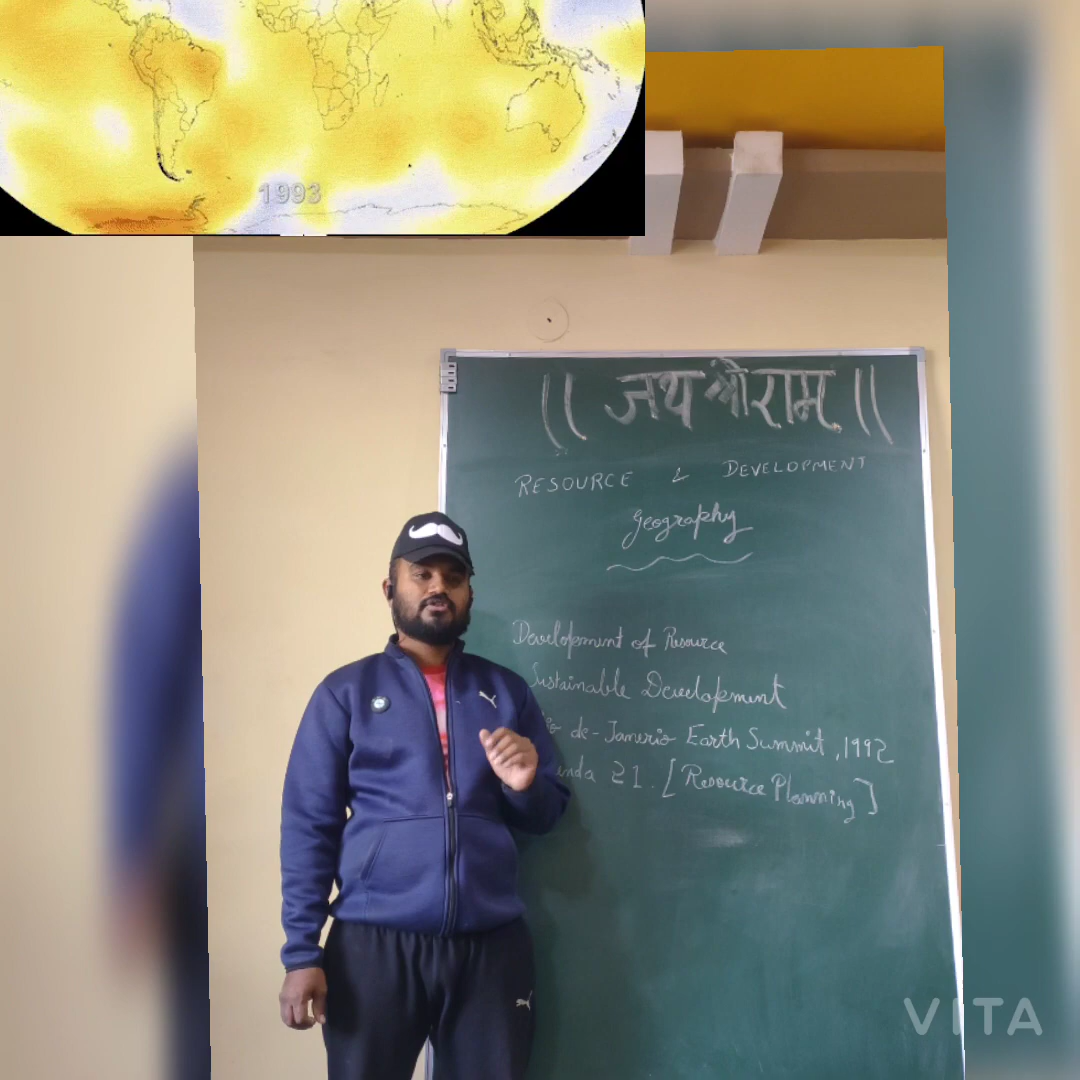 1993
|| जय श्री राम ||
RESOURCE & DEVELOPMENT
Geography
Development of Resource
Sustainable Development
de-Janerio Earth Summit, 1992
21. [Resource Planning]
VITA